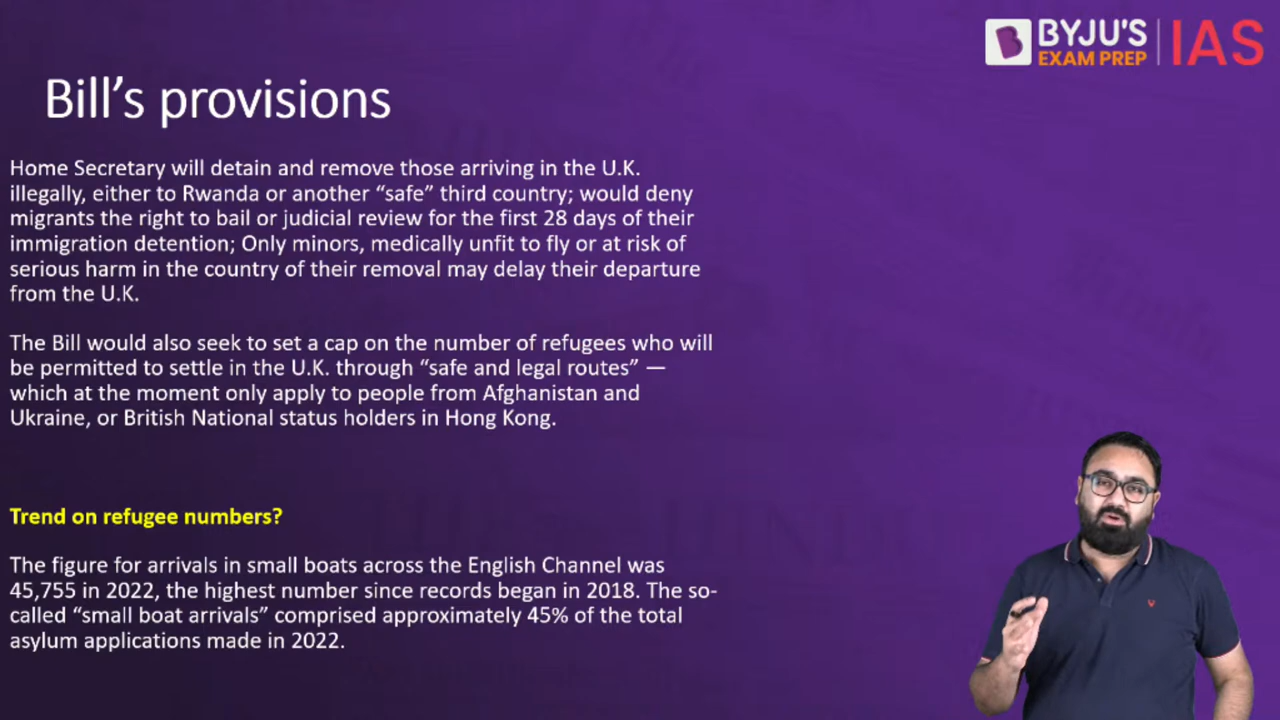 BYJU'S
EXAM PREP
IAS
Bill’s provisions
Home Secretary will detain and remove those arriving in the U.K.
illegally, either to Rwanda or another “safe” third country; would deny
migrants the right to bail or judicial review for the first 28 days of their
immigration detention; Only minors, medically unfit to fly or at risk of
serious harm in the country of their removal may delay their departure
from the U.K.
The Bill would also seek to set a cap on the number of refugees who will
be permitted to settle in the U.K. through “safe and legal routes” —
which at the moment only apply to people from Afghanistan and
Ukraine, or British National status holders in Hong Kong.
Trend on refugee numbers?
The figure for arrivals in small boats across the English Channel was
45,755 in 2022, the highest number since records began in 2018. The so-
called “small boat arrivals” comprised approximately 45% of the total
asylum applications made in 2022.